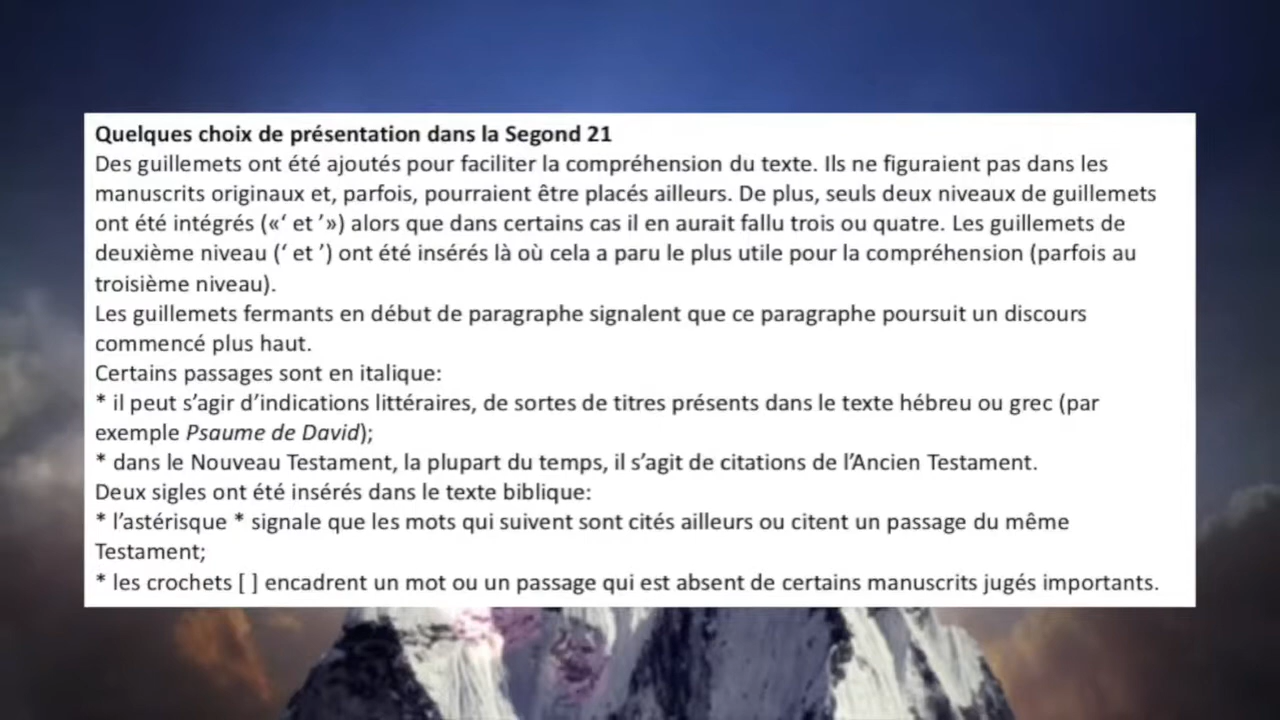 Quelques choix de présentation dans la Segond 21
Des guillemets ont été ajoutés pour faciliter la compréhension du texte. Ils ne figuraient pas dans les
manuscrits originaux et, parfois, pourraient être placés ailleurs. De plus, seuls deux niveaux de guillemets
ont été intégrés («‘ et ’») alors que dans certains cas il en aurait fallu trois ou quatre. Les guillemets de
deuxième niveau (‘ et ’) ont été insérés là où cela a paru le plus utile pour la compréhension (parfois au
troisième niveau).
Les guillemets fermants en début de paragraphe signalent que ce paragraphe poursuit un discours
commencé plus haut.
Certains passages sont en italique:
* il peut s’agir d’indications littéraires, de sortes de titres présents dans le texte hébreu ou grec (par
exemple Psaume de David);
* dans le Nouveau Testament, la plupart du temps, il s’agit de citations de l’Ancien Testament.
Deux sigles ont été insérés dans le texte biblique:
* l’astérisque * signale que les mots qui suivent sont cités ailleurs ou citent un passage du même
Testament;
* les crochets [ ] encadrent un mot ou un passage qui est absent de certains manuscrits jugés importants.